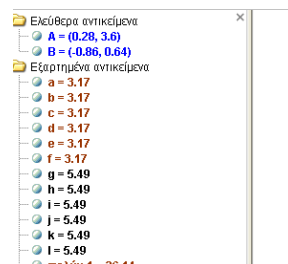 Ελεύθερα αντικείμενα
A = (0.28, 3.6)
B = (-0.86, 0.64)
Εξαρτημένα αντικείμενα
a = 3.17
b = 3.17
c = 3.17
d = 3.17
e = 3.17
f = 3.17
g = 5.49
h = 5.49
i = 5.49
j = 5.49
k = 5.49
l = 5.49